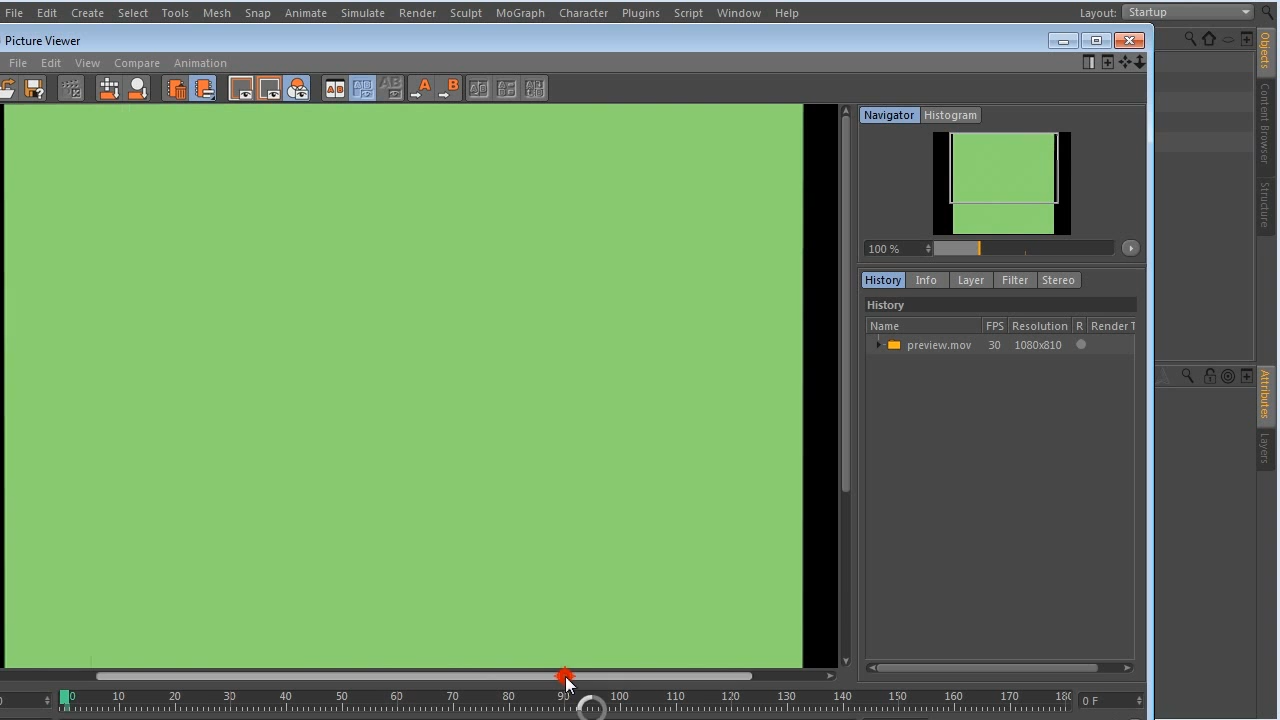 File Edit Create Select Tools Mesh Snap Animate Simulate Render Sculpt MoGraph Character Plugins Script Window Help Layout: Startup
Picture Viewer
File Edit View Compare Animation
AB A B
Navigator Histogram
100 %
History Info Layer Filter Stereo
History
Name FPS Resolution R Render T
preview.mov 30 1080x810
0 10 20 30 40 50 60 70 80 90 100 110 120 130 140 150 160 170 180 0 F
Objects
Content Browser
Structure
Attributes
Layers